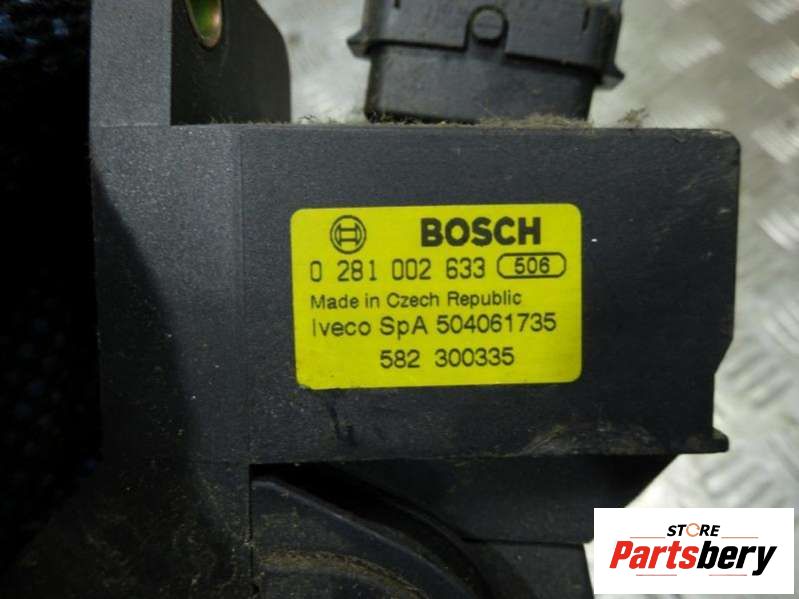 BOSCH
0 281 002 633 506
Made in Czech Republic
Iveco SpA 504061735
582 300335
STORE
Partsbery